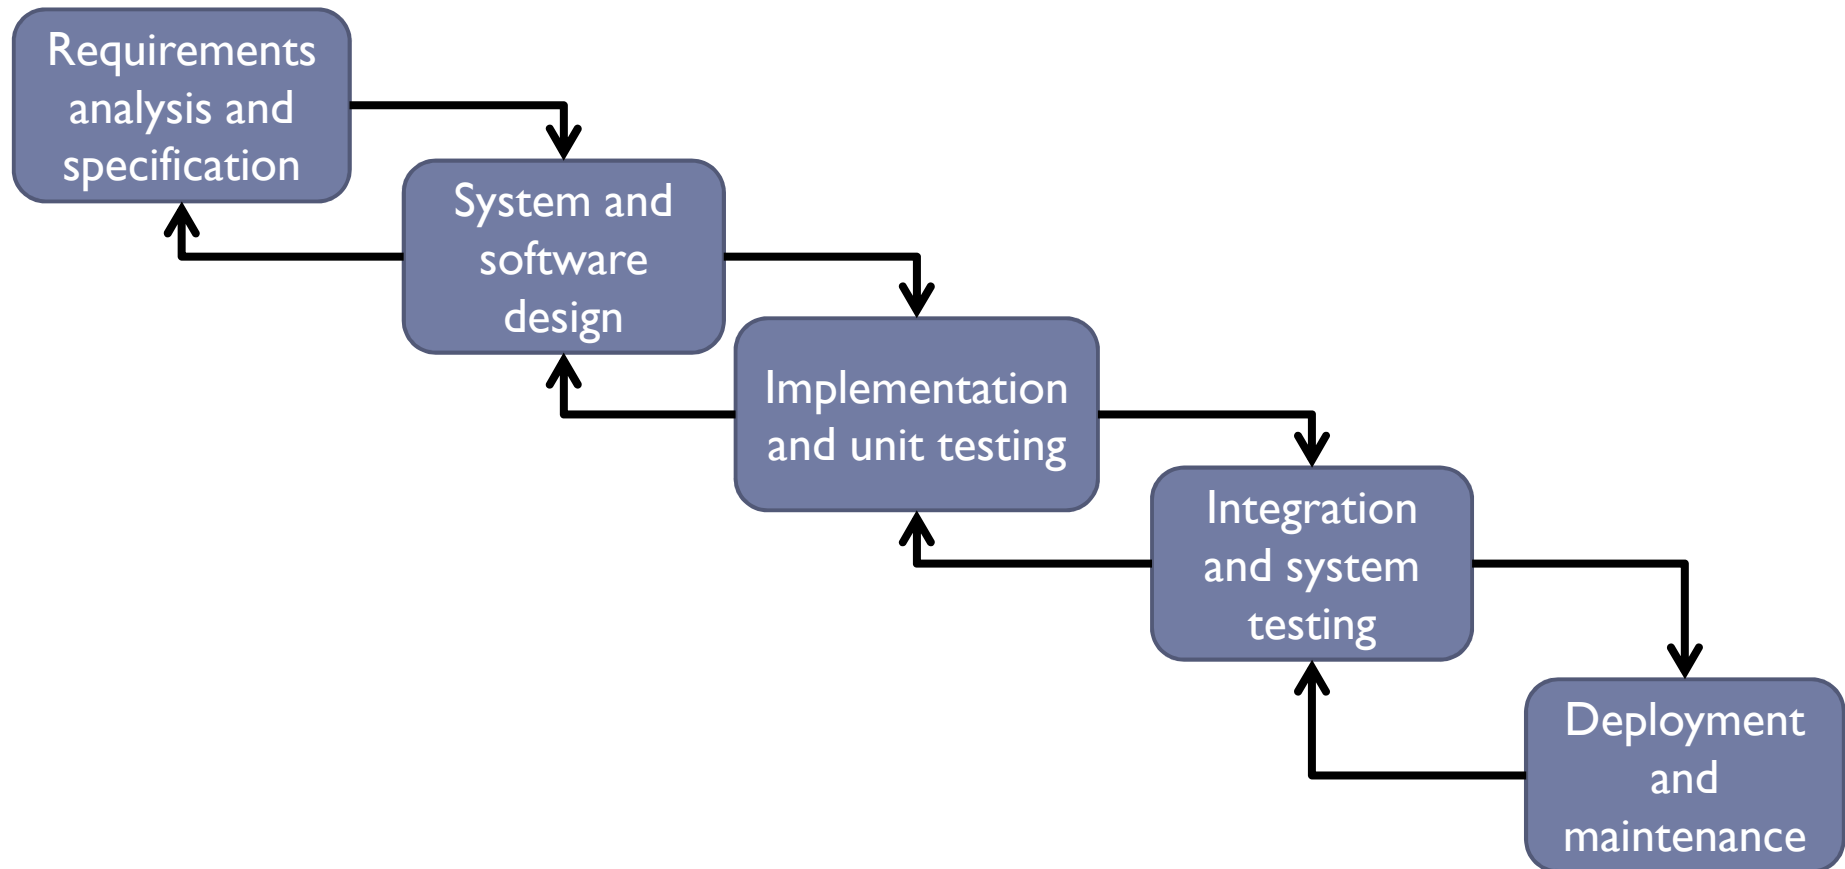 Requirements
analysis and
specification
System and
software
design
Implementation
and unit testing
Integration
and system
testing
Deployment
and
maintenance